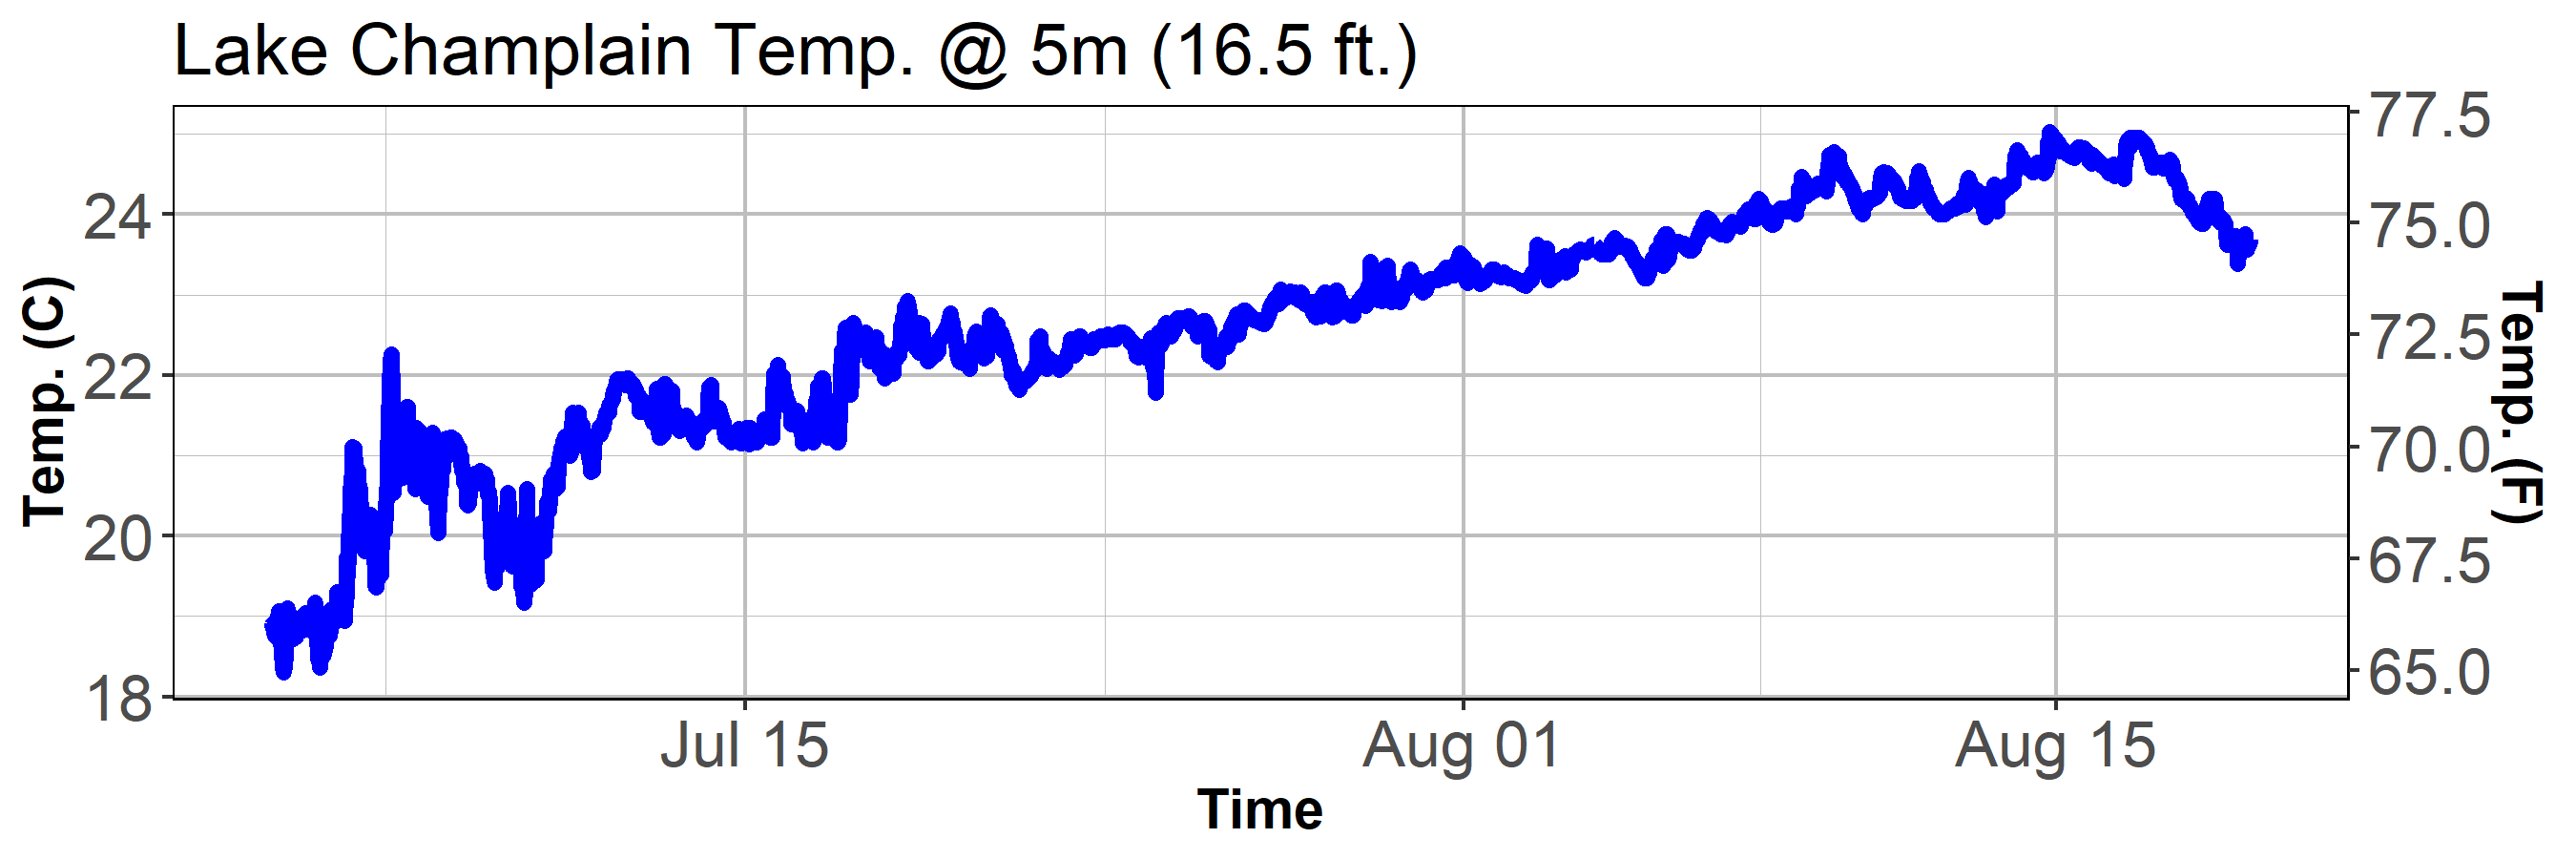 Lake Champlain Temp. @ 5m (16.5 ft.)
Temp. (C)
24
22
20
18
77.5
75.0
72.5
70.0
67.5
65.0
Temp. (F)
Jul 15
Aug 01
Aug 15
Time